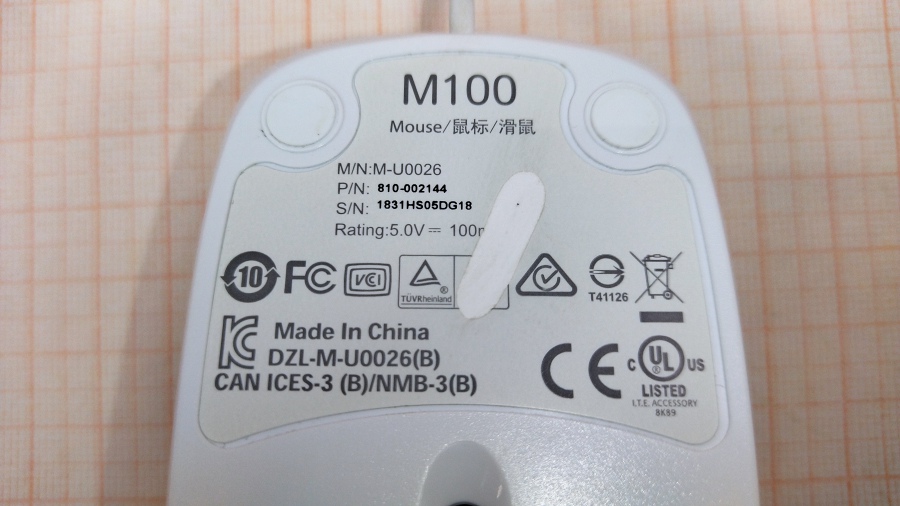 M100
Mouse/鼠标/滑鼠
M/N:M-U0026
P/N: 810-002144
S/N: 1831HS05DG18
Rating:5.0V⎓ 100
10 FC VCI TÜVRheinland T41126
Made In China
DZL-M-U0026(B)
CAN ICES-3 (B)/NMB-3(B)
CE
C UL US
LISTED
I.T.E. ACCESSORY
8K89